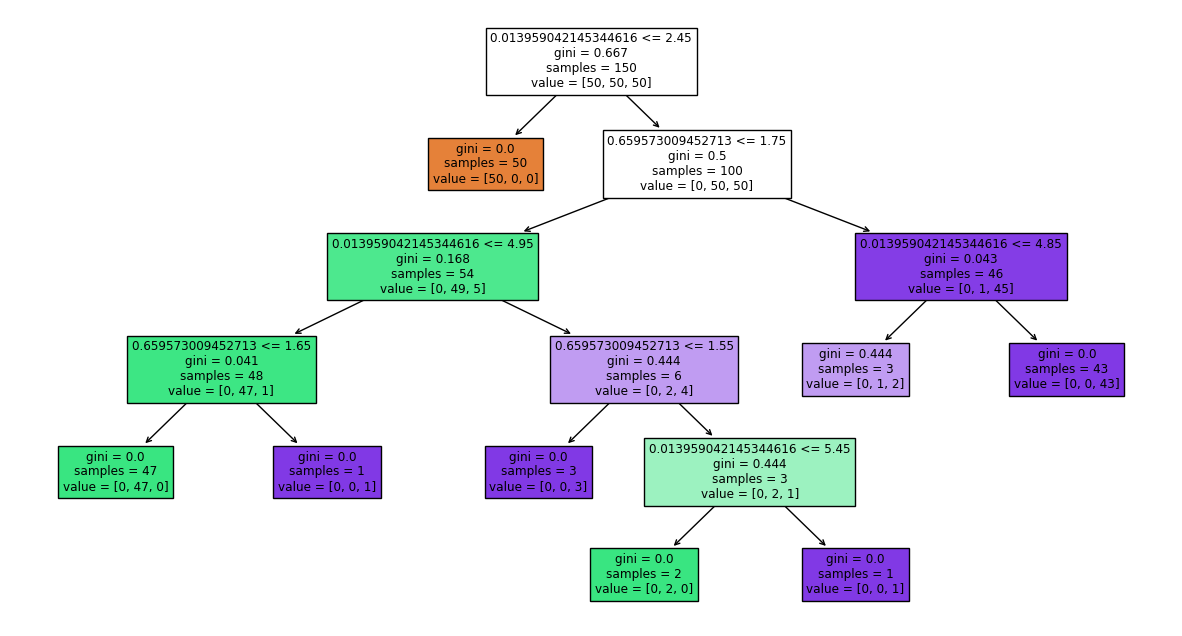 0.013959042145344616 <= 2.45
gini = 0.667
samples = 150
value = [50, 50, 50]
gini = 0.0
samples = 50
value = [50, 0, 0]
0.659573009452713 <= 1.75
gini = 0.5
samples = 100
value = [0, 50, 50]
0.013959042145344616 <= 4.95
gini = 0.168
samples = 54
value = [0, 49, 5]
0.013959042145344616 <= 4.85
gini = 0.043
samples = 46
value = [0, 1, 45]
0.659573009452713 <= 1.65
gini = 0.041
samples = 48
value = [0, 47, 1]
0.659573009452713 <= 1.55
gini = 0.444
samples = 6
value = [0, 2, 4]
gini = 0.444
samples = 3
value = [0, 1, 2]
gini = 0.0
samples = 43
value = [0, 0, 43]
gini = 0.0
samples = 47
value = [0, 47, 0]
gini = 0.0
samples = 1
value = [0, 0, 1]
gini = 0.0
samples = 3
value = [0, 0, 3]
0.013959042145344616 <= 5.45
gini = 0.444
samples = 3
value = [0, 2, 1]
gini = 0.0
samples = 2
value = [0, 2, 0]
gini = 0.0
samples = 1
value = [0, 0, 1]